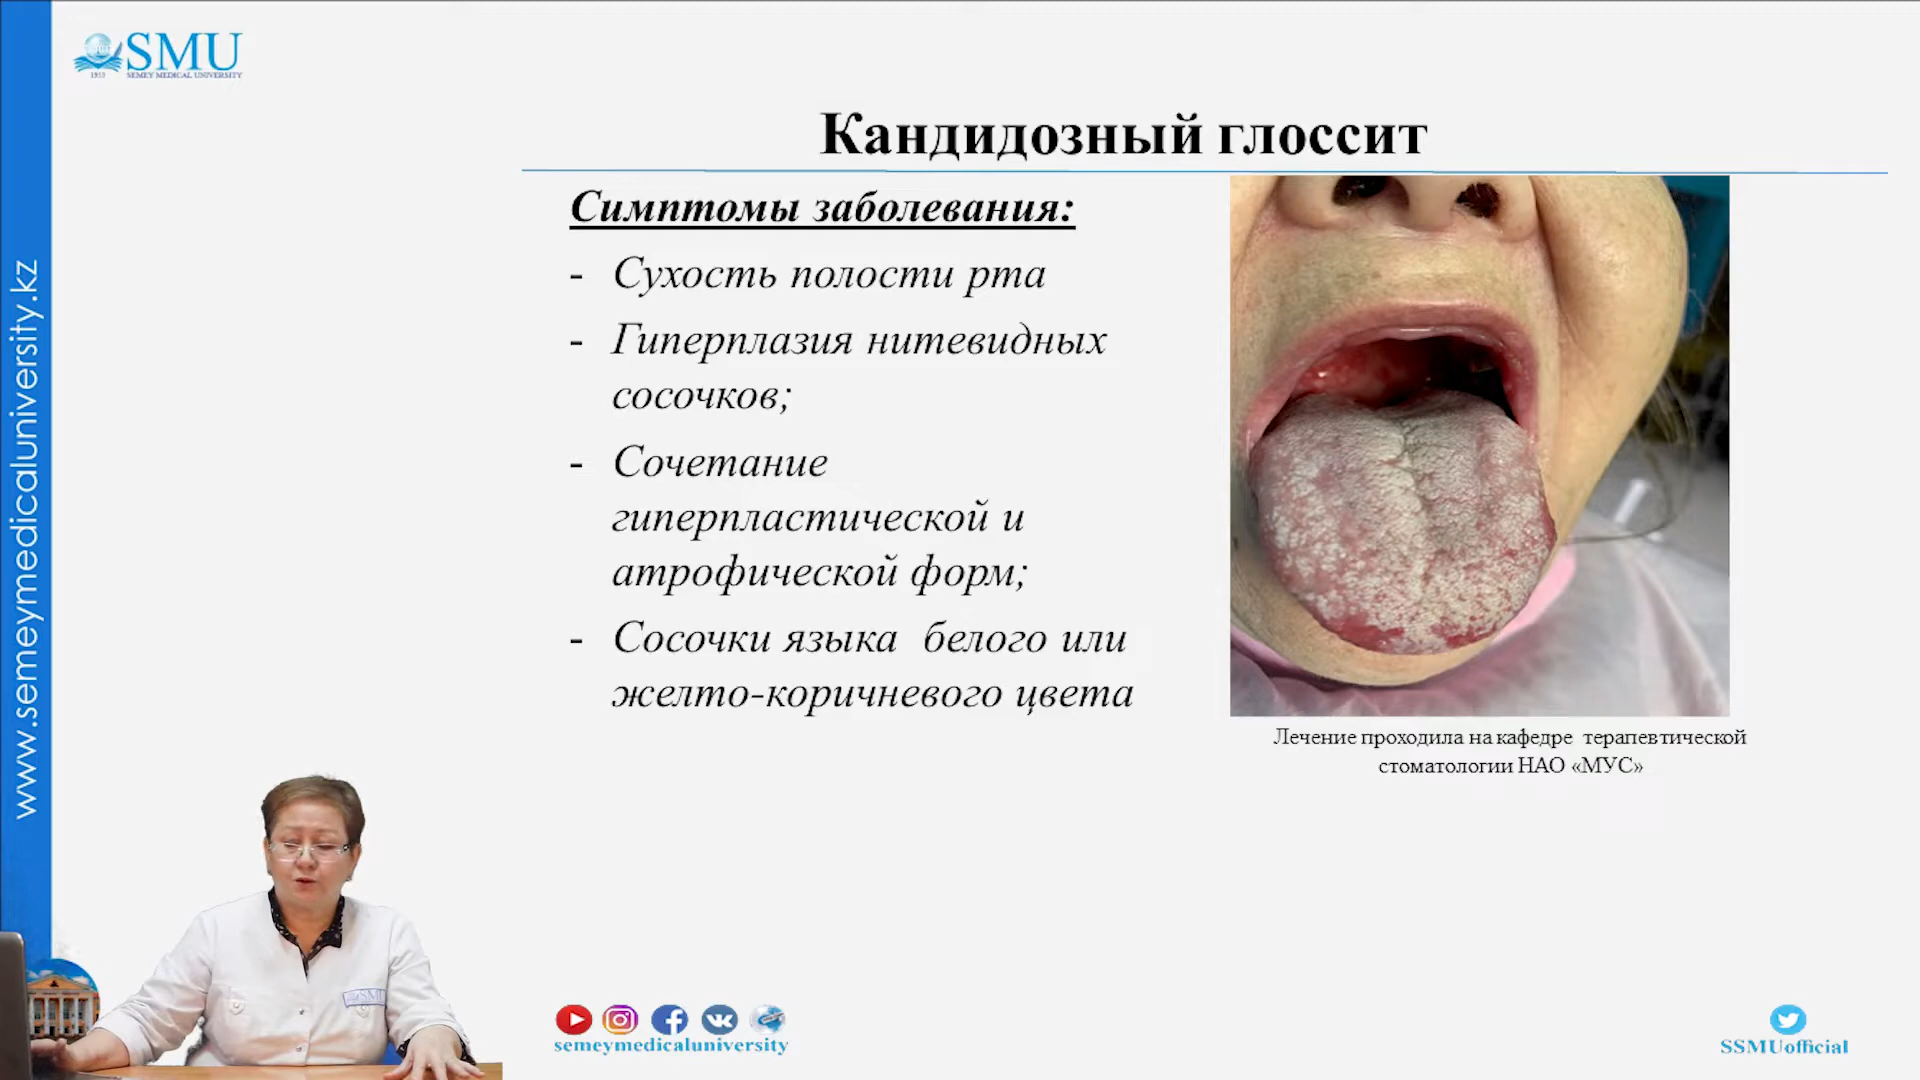 SMU
1953 SEMEY MEDICAL UNIVERSITY
www.semeymedicaluniversity.kz
Кандидозный глоссит
Симптомы заболевания:
- Сухость полости рта
- Гиперплазия нитевидных
сосочков;
- Сочетание
гиперпластической и
атрофической форм;
- Сосочки языка белого или
желто-коричневого цвета
Лечение проходила на кафедре терапевтической
стоматологии НАО «МУС»
SMU
semeymedicaluniversity
SSMUofficial